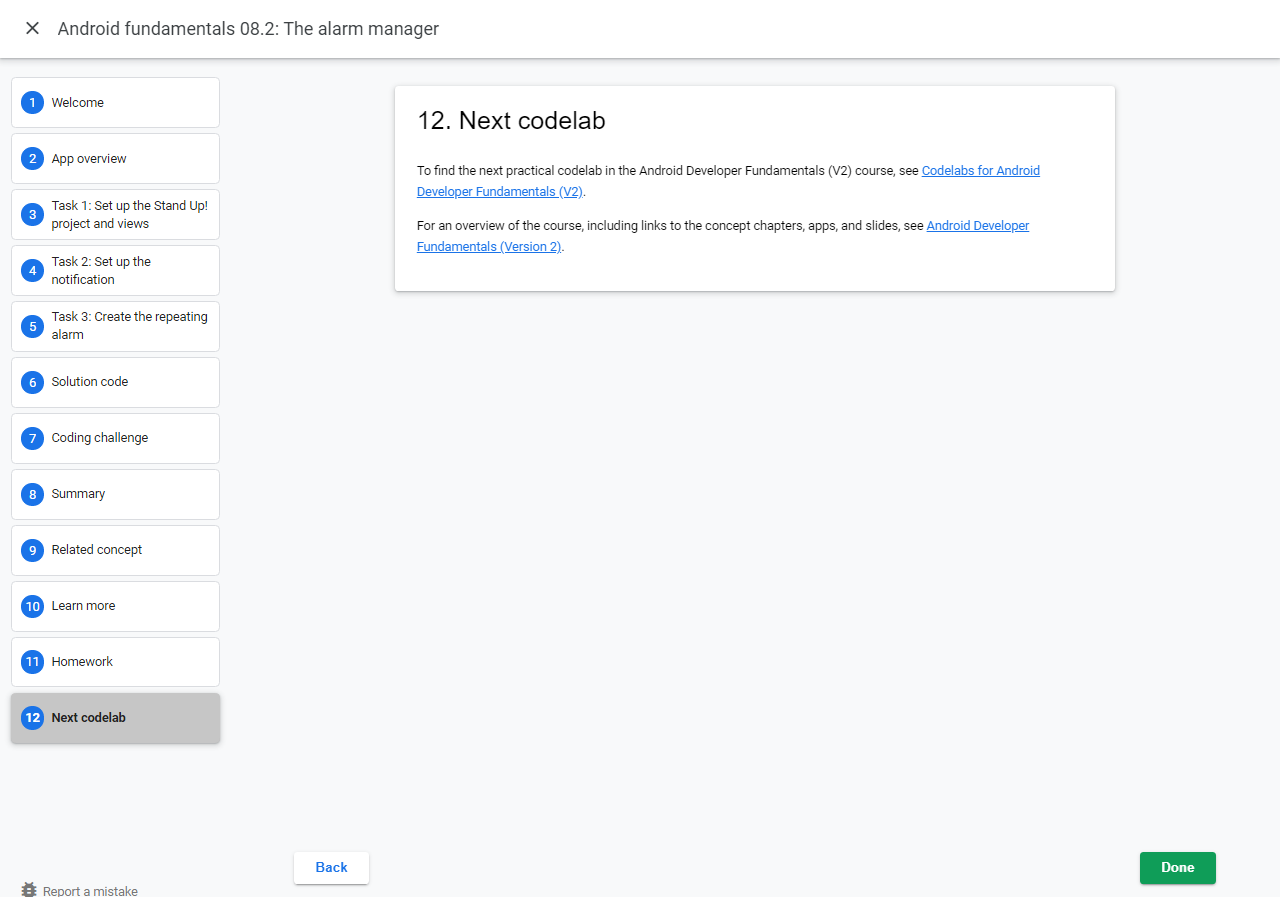 Android fundamentals 08.2: The alarm manager
1 Welcome
2 App overview
3 Task 1: Set up the Stand Up!
project and views
4 Task 2: Set up the
notification
5 Task 3: Create the repeating
alarm
6 Solution code
7 Coding challenge
8 Summary
9 Related concept
10 Learn more
11 Homework
12 Next codelab
12. Next codelab
To find the next practical codelab in the Android Developer Fundamentals (V2) course, see Codelabs for Android
Developer Fundamentals (V2).
For an overview of the course, including links to the concept chapters, apps, and slides, see Android Developer
Fundamentals (Version 2).
Back
Done
Report a mistake